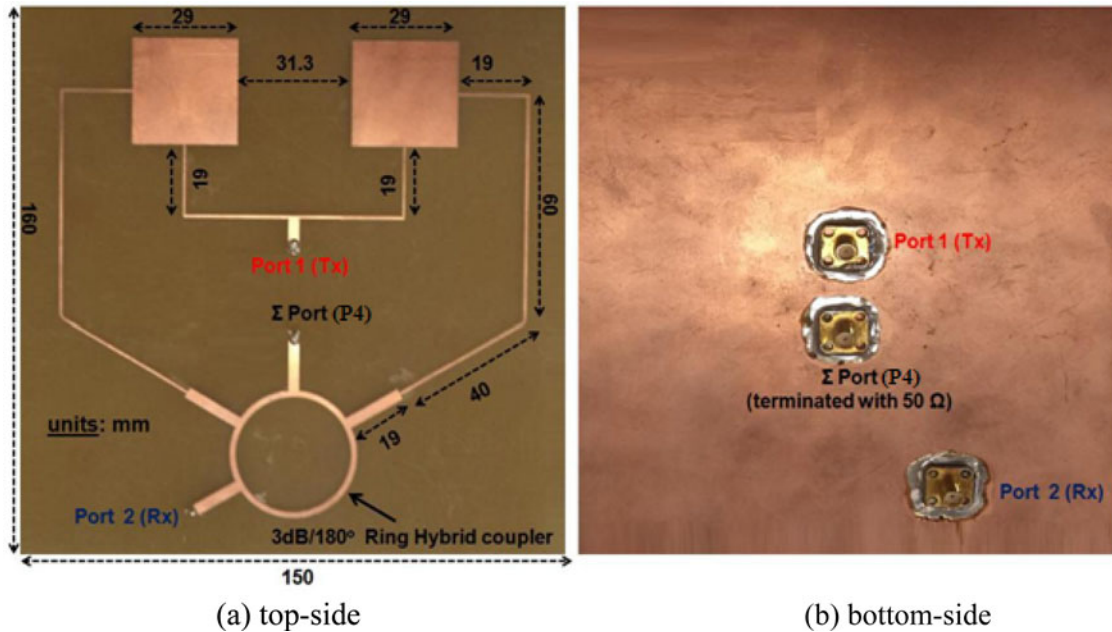 29
29
31.3
19
19
19
60
160
Port 1 (Tx)
Σ Port (P4)
40
19
units: mm
Port 2 (Rx)
3dB/180° Ring Hybrid coupler
150
(a) top-side
Port 1 (Tx)
Σ Port (P4)
(terminated with 50 Ω)
Port 2 (Rx)
(b) bottom-side